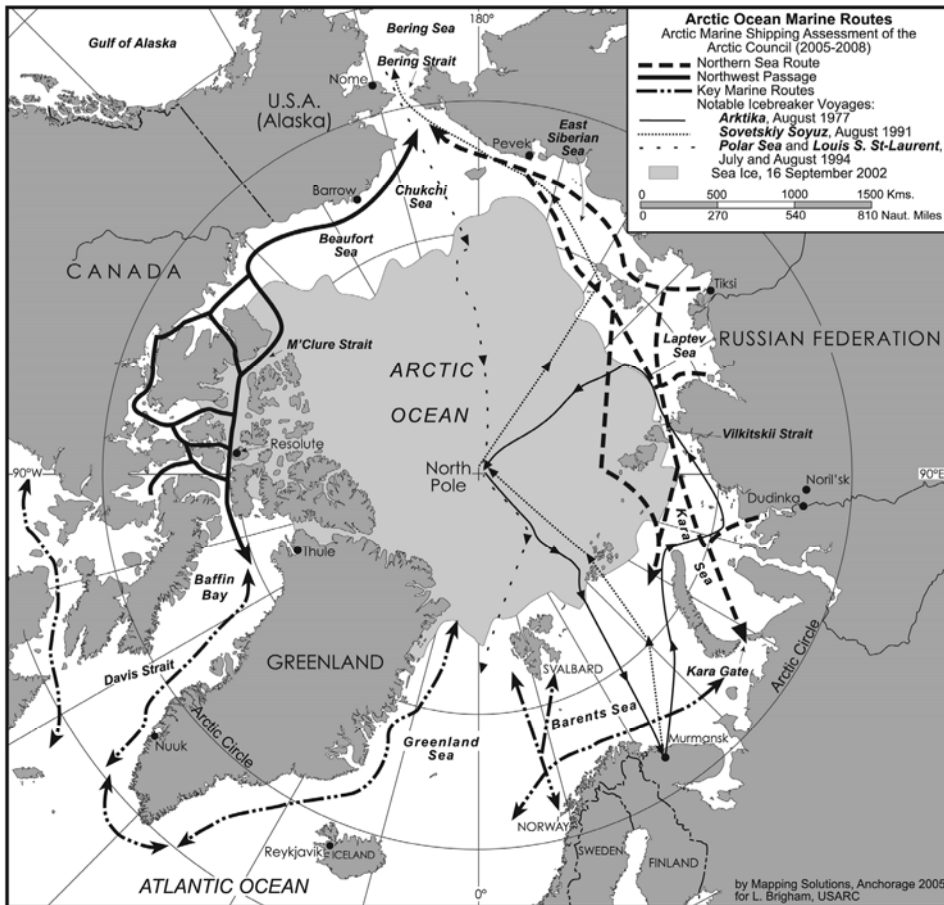 Arctic Ocean Marine Routes
Arctic Marine Shipping Assessment of the
Arctic Council (2005-2008)
Northern Sea Route
Northwest Passage
Key Marine Routes
Notable Icebreaker Voyages:
Arktika, August 1977
Sovetskiy Soyuz, August 1991
Polar Sea and Louis S. St-Laurent,
July and August 1994
Sea Ice, 16 September 2002
0 500 1000 1500 Kms.
0 270 540 810 Naut. Miles
180°
Bering Sea
Gulf of Alaska
Bering Strait
Nome
U.S.A.
(Alaska)
East
Siberian
Sea
Pevek
Barrow
Chukchi
Sea
Beaufort
Sea
CANADA
Tiksi
RUSSIAN FEDERATION
Laptev
Sea
M'Clure Strait
ARCTIC
OCEAN
Vilkitskii Strait
Resolute
90°W
North
Pole
Noril'sk
90°E
Dudinka
Kara
Sea
Thule
Baffin
Bay
GREENLAND
SVALBARD
Kara Gate
Arctic Circle
Davis Strait
Barents Sea
Arctic Circle
Nuuk
Greenland
Sea
Murmansk
NORWAY
Reykjavik
ICELAND
SWEDEN
FINLAND
ATLANTIC OCEAN
0°
by Mapping Solutions, Anchorage 2005
for L. Brigham, USARC